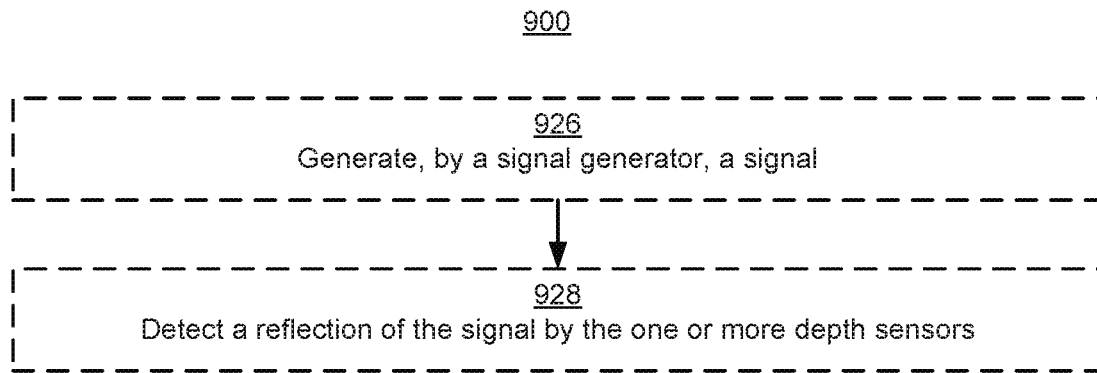 900
926
Generate, by a signal generator, a signal
928
Detect a reflection of the signal by the one or more depth sensors